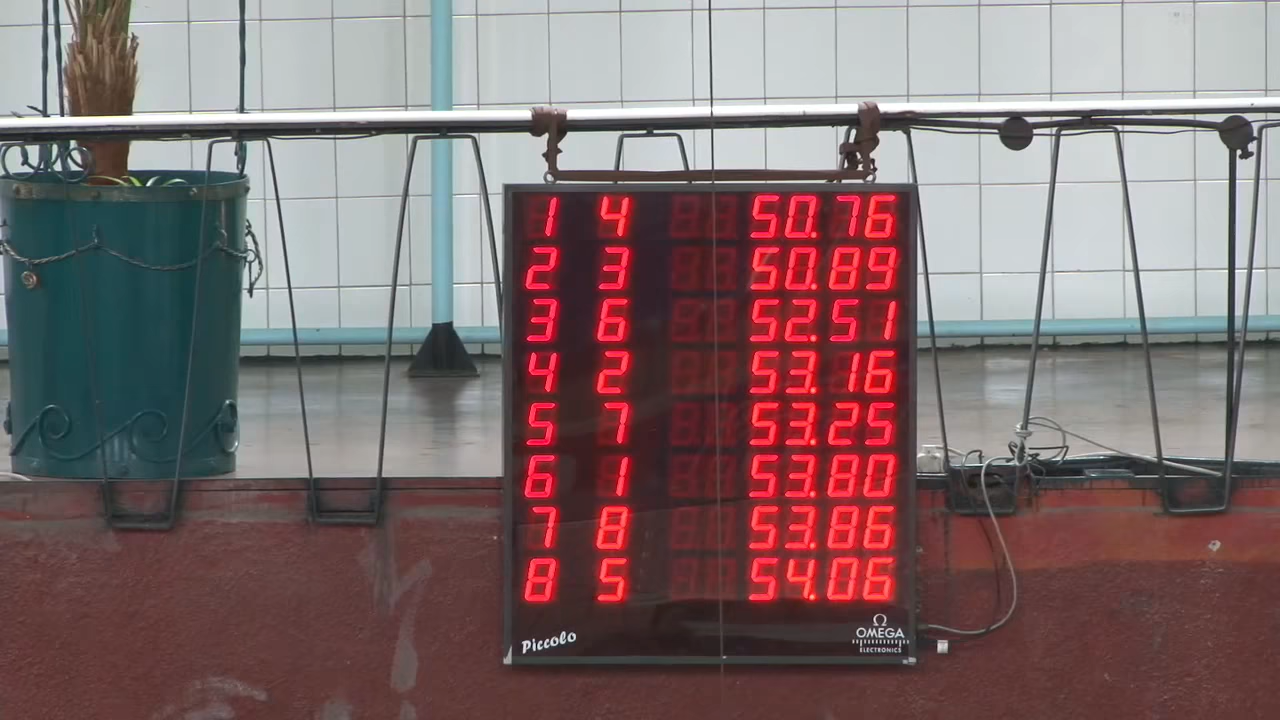 1 4 50.76
2 3 50.89
3 6 52.51
4 2 53.16
5 7 53.25
6 1 53.80
7 8 53.86
8 5 54.06
Piccolo
Ω
OMEGA
ELECTRONICS